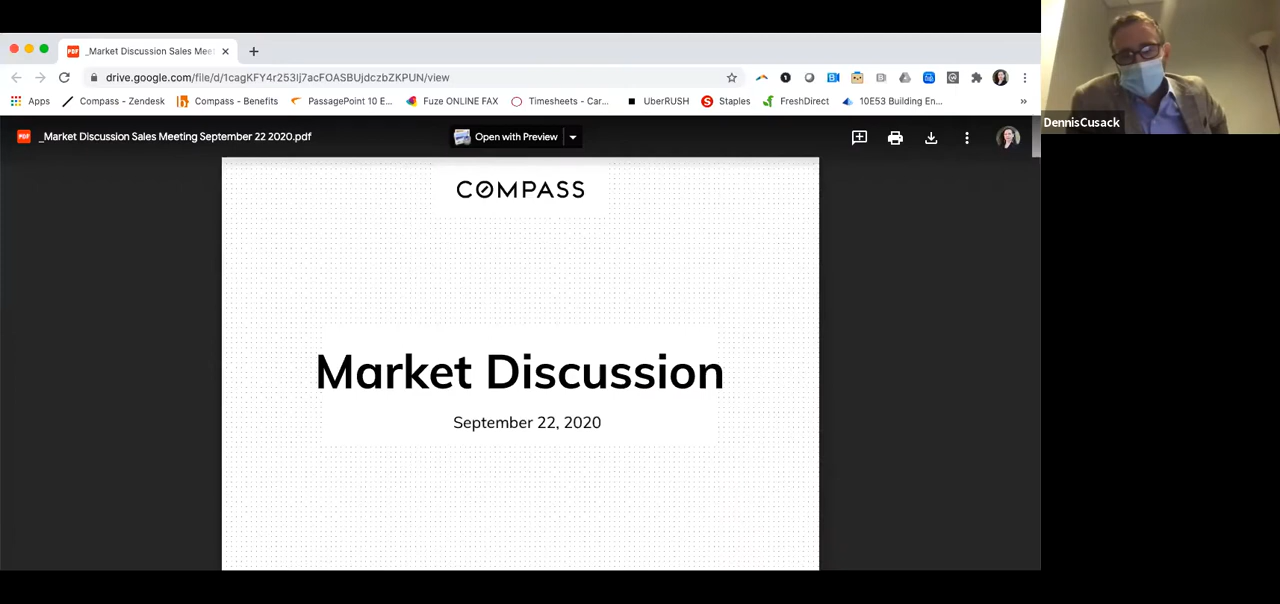 _Market Discussion Sales Mee
drive.google.com/file/d/1cagKFY4r253Ij7acFOASBUjdczbZKPUN/view
Apps Compass - Zendesk Compass - Benefits PassagePoint 10 E... Fuze ONLINE FAX Timesheets - Car... UberRUSH Staples FreshDirect 10E53 Building En... »
DennisCusack
PDF _Market Discussion Sales Meeting September 22 2020.pdf Open with Preview
COMPASS
Market Discussion
September 22, 2020